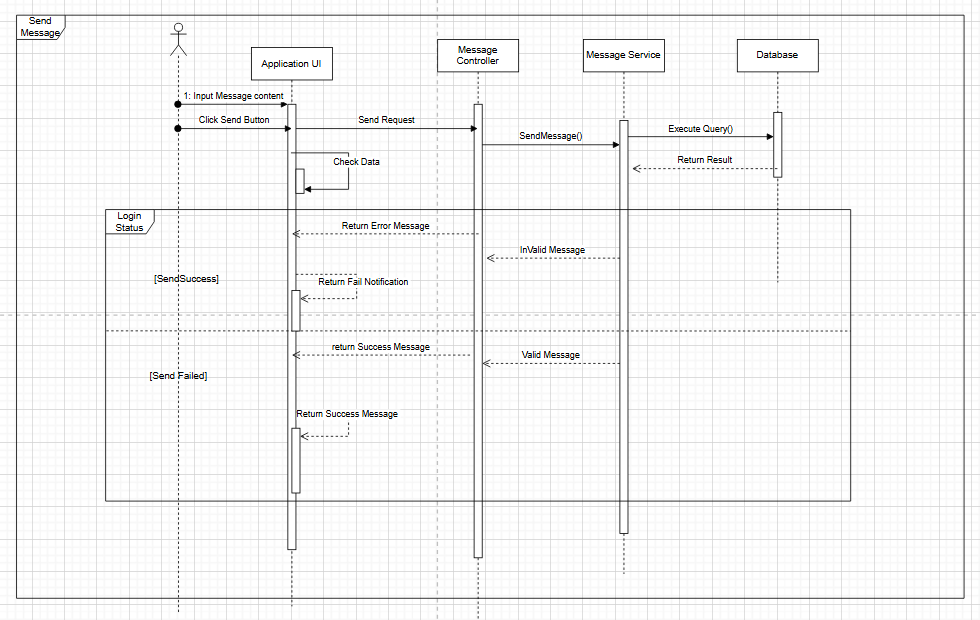 Send
Message
Application UI
Message
Controller
Message Service
Database
1: Input Message content
Click Send Button
Send Request
SendMessage()
Execute Query()
Return Result
Check Data
Login
Status
Return Error Message
InValid Message
[SendSuccess]
Return Fail Notification
return Success Message
Valid Message
[Send Failed]
Return Success Message